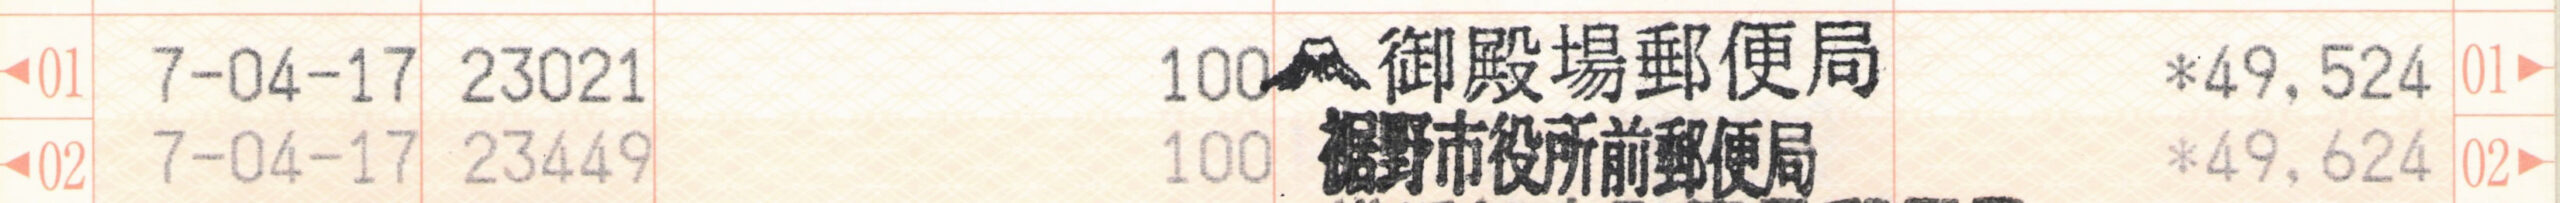 ◀01 7-04-17 23021 100 御殿場郵便局 *49,524 01▶
◀02 7-04-17 23449 100 裾野市役所前郵便局 *49,624 02▶